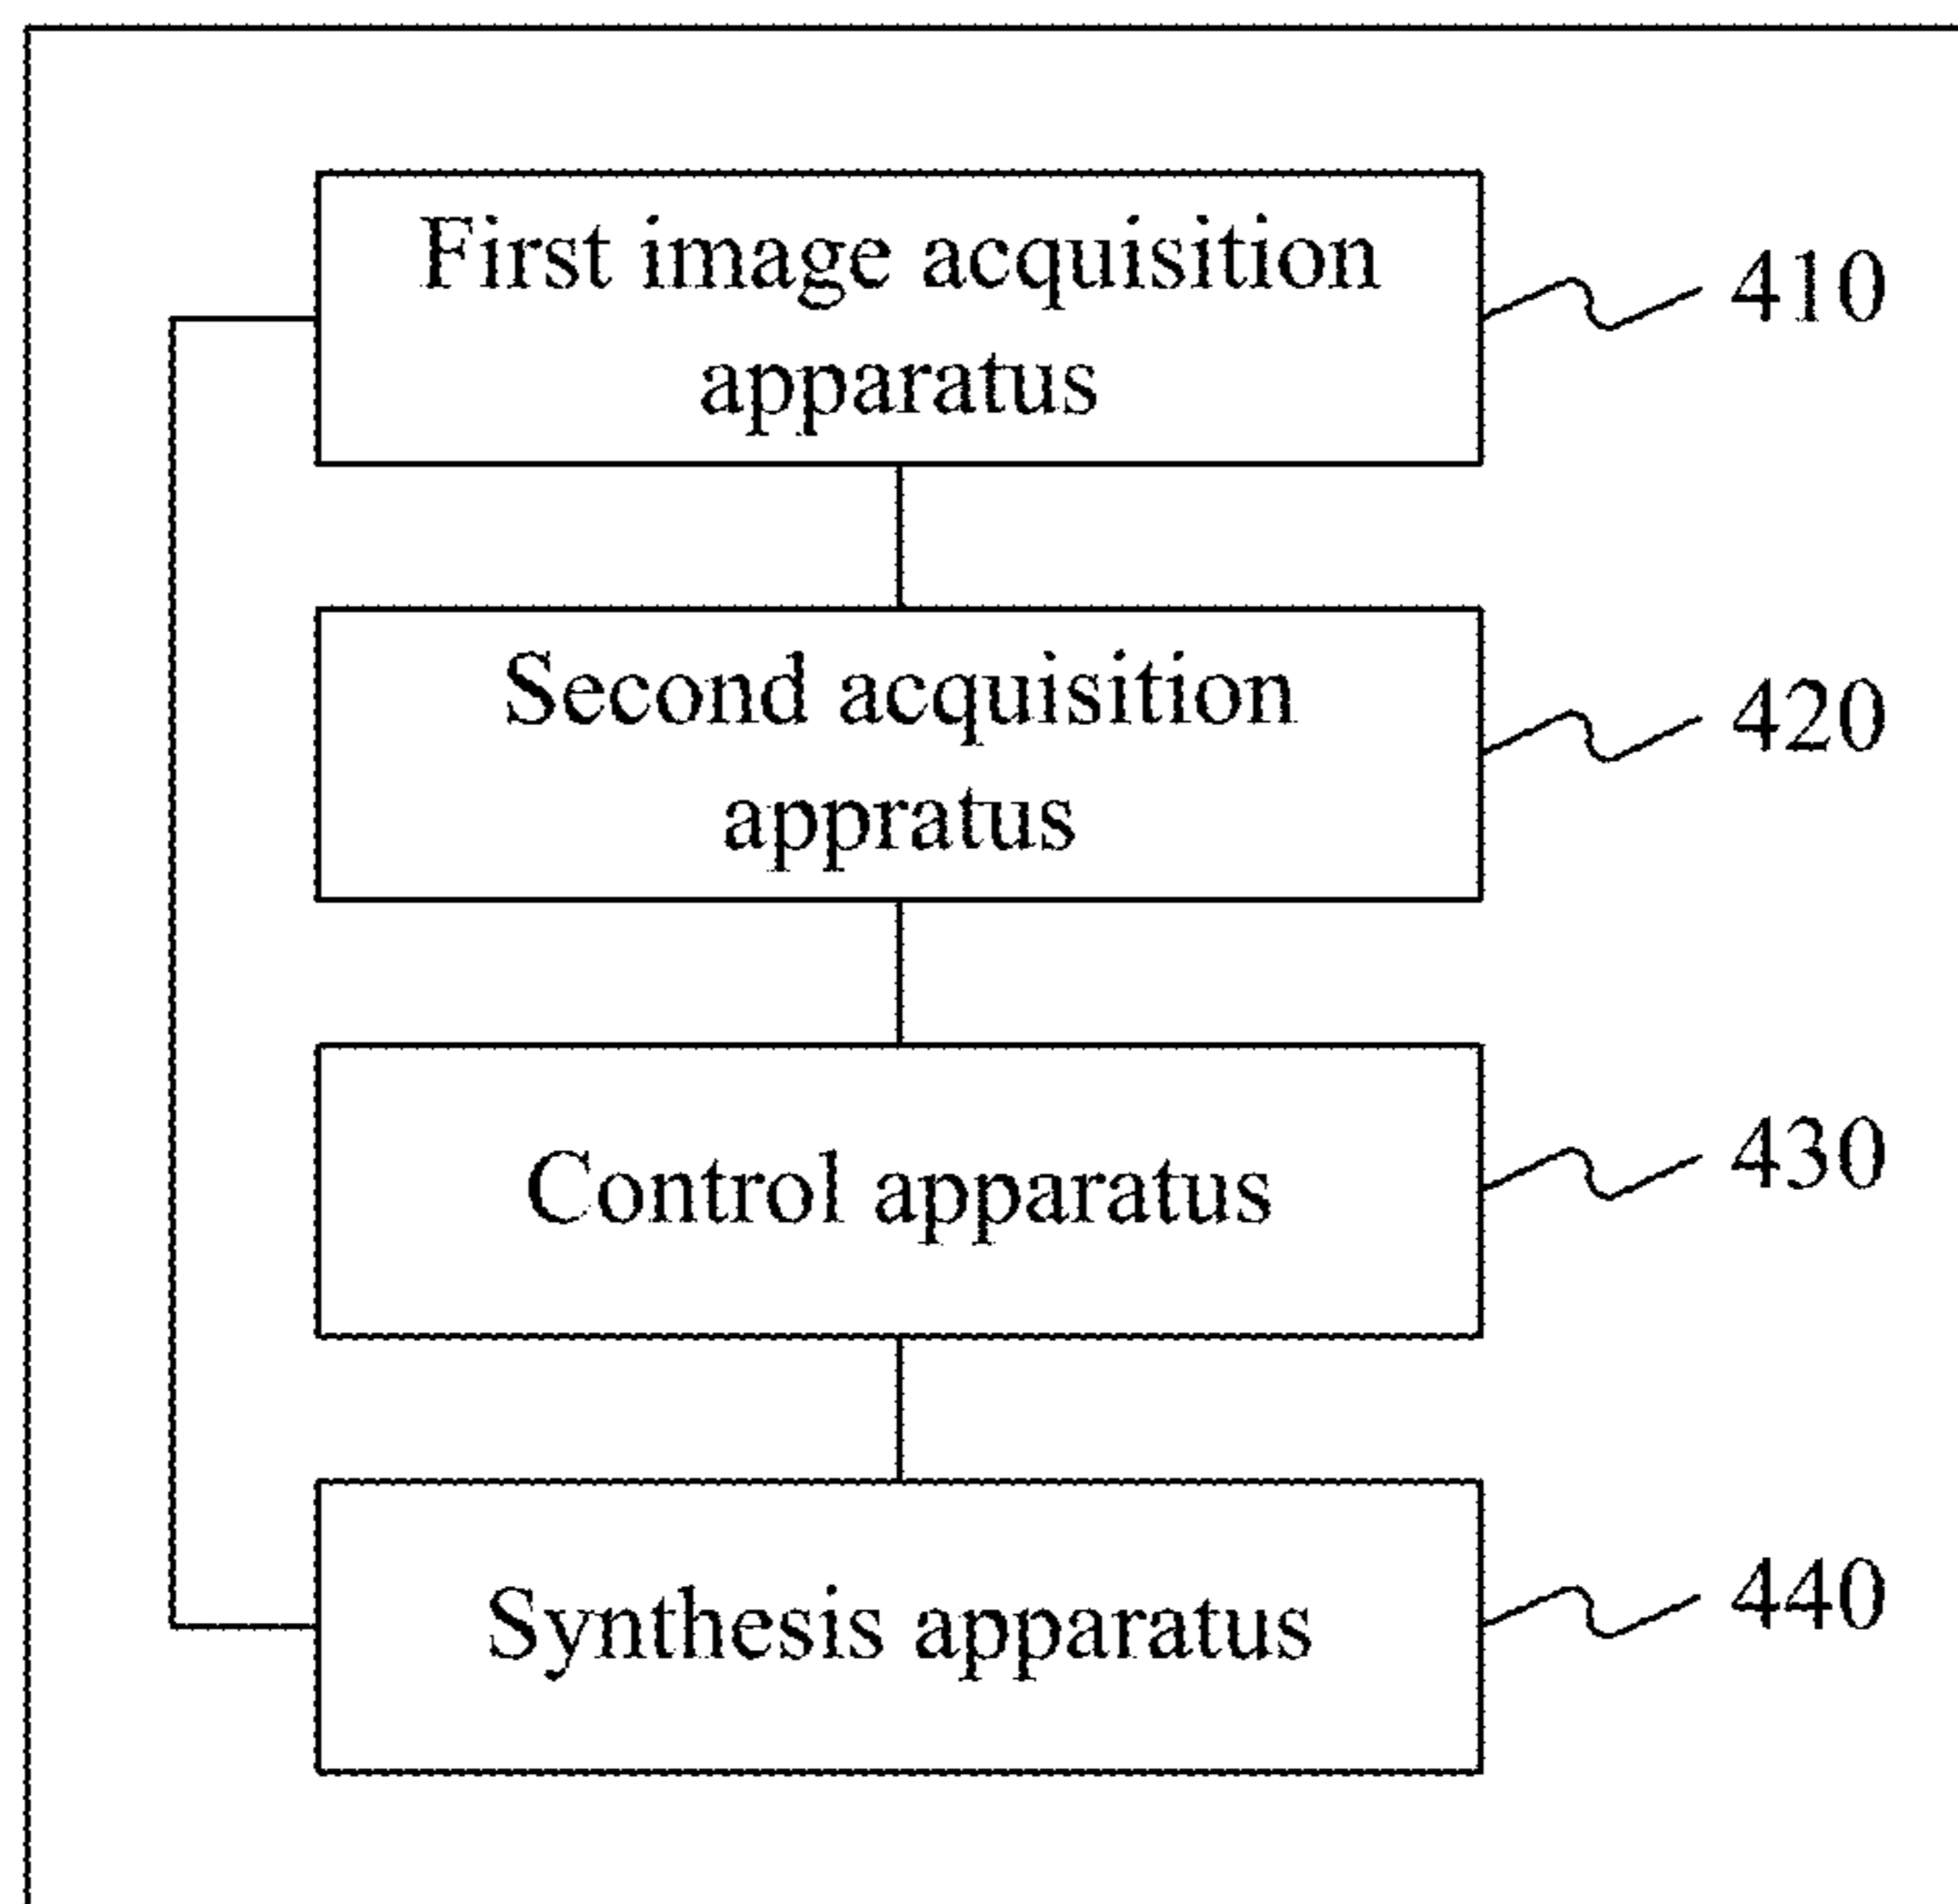 First image acquisition
apparatus
410
Second acquisition
appratus
420
Control apparatus
430
Synthesis apparatus
440